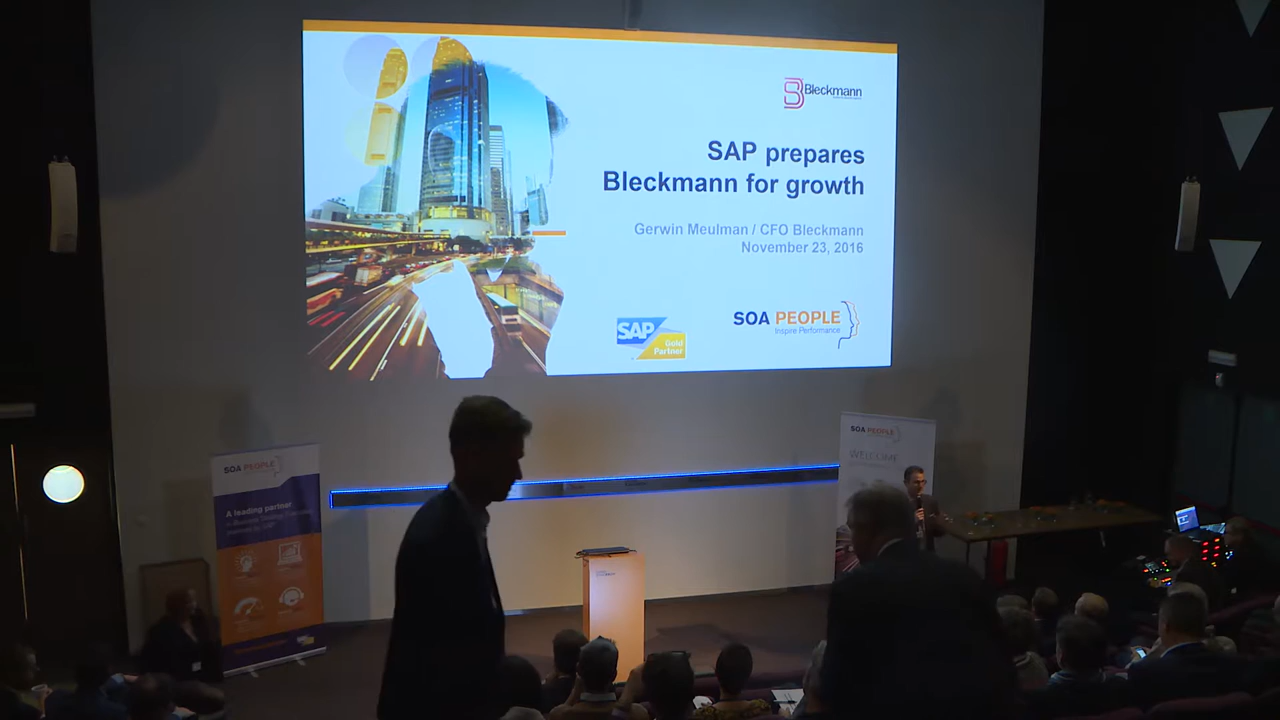 Bleckmann
SAP prepares
Bleckmann for growth
Gerwin Meulman / CFO Bleckmann
November 23, 2016
SAP
Gold
Partner
SOA PEOPLE
Inspire Performance
SOA PEOPLE
WELCOME
SOA PEOPLE
A leading partner